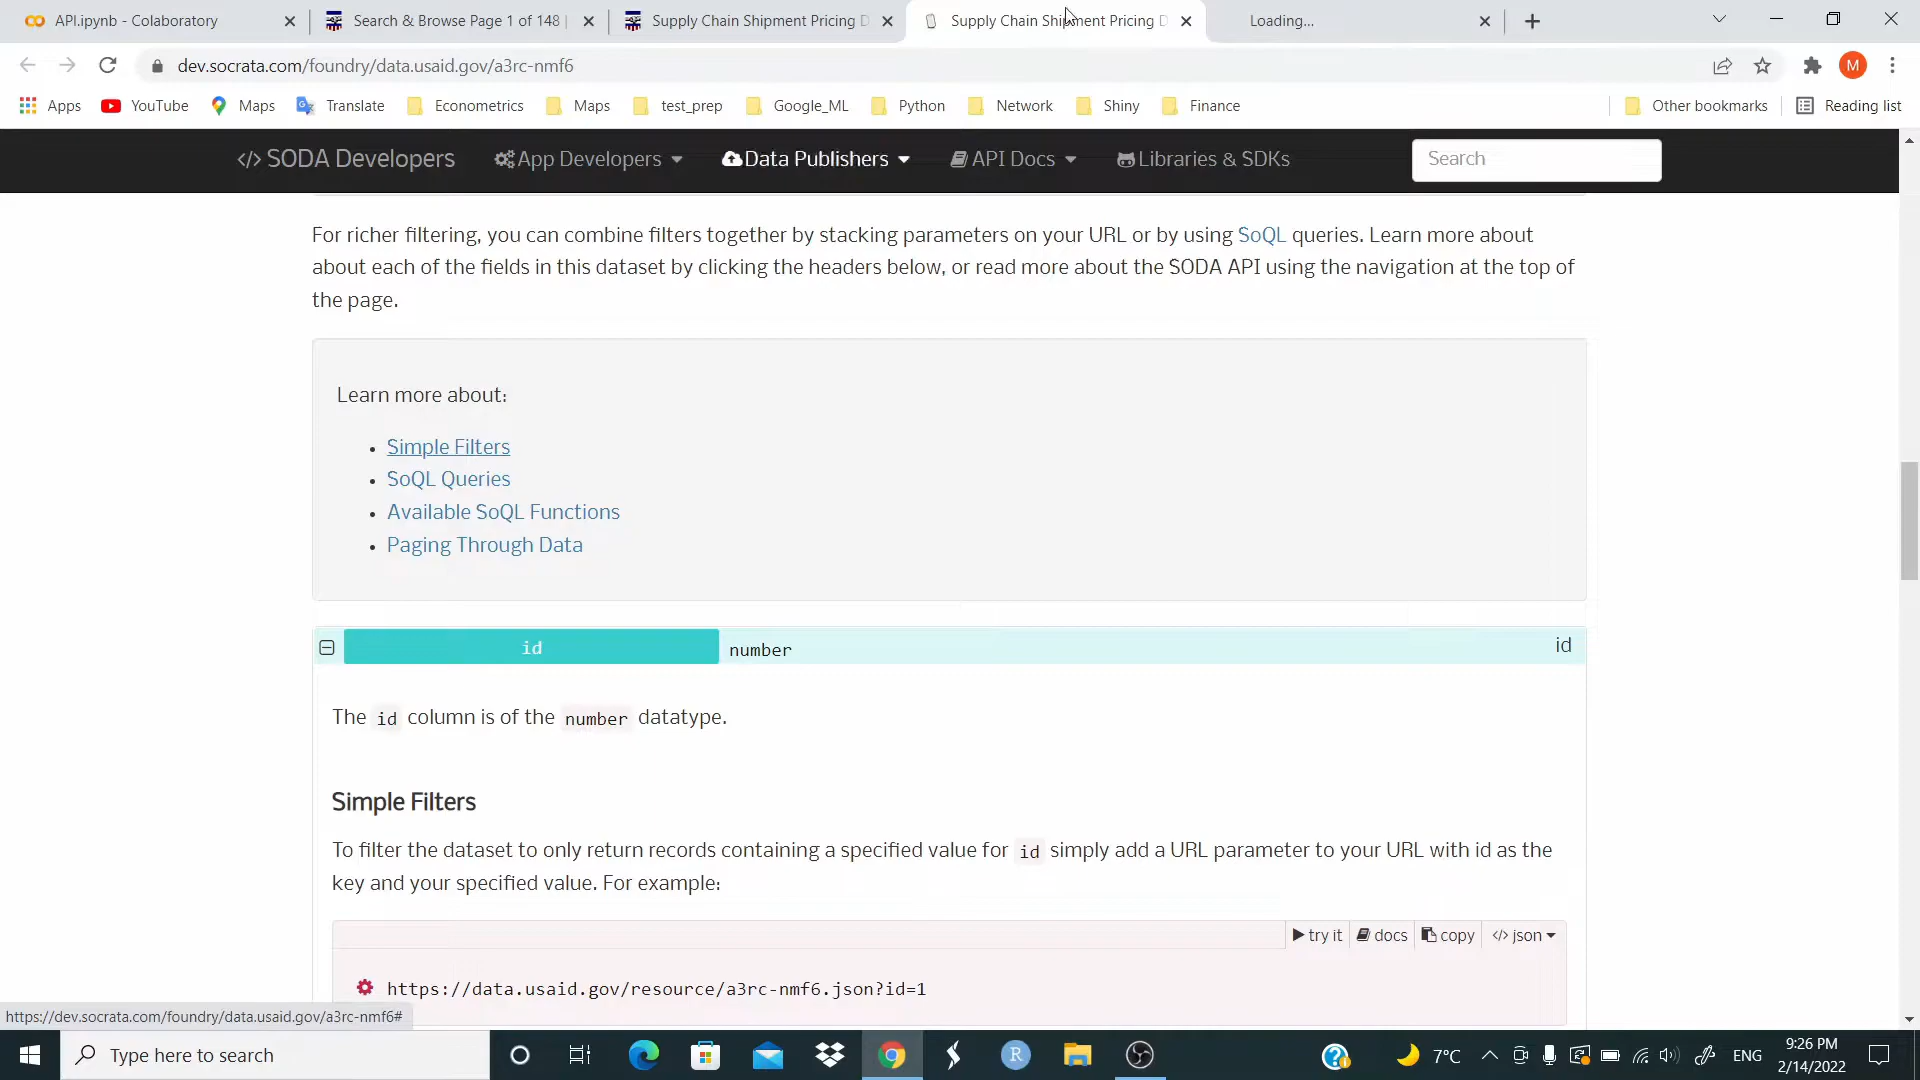 API.ipynb - Colaboratory
Search & Browse Page 1 of 148 |
Supply Chain Shipment Pricing D
Supply Chain Shipment Pricing D
Loading...
dev.socrata.com/foundry/data.usaid.gov/a3rc-nmf6
M
Apps
YouTube
Maps
Translate
Econometrics
Maps
test_prep
Google_ML
Python
Network
Shiny
Finance
Other bookmarks
Reading list
</> SODA Developers
App Developers
Data Publishers
API Docs
Libraries & SDKs
Search
For richer filtering, you can combine filters together by stacking parameters on your URL or by using SoQL queries. Learn more about
about each of the fields in this dataset by clicking the headers below, or read more about the SODA API using the navigation at the top of
the page.
Learn more about:
• Simple Filters
• SoQL Queries
• Available SoQL Functions
• Paging Through Data
id number id
The id column is of the number datatype.
Simple Filters
To filter the dataset to only return records containing a specified value for id simply add a URL parameter to your URL with id as the
key and your specified value. For example:
try it docs copy </> json
https://data.usaid.gov/resource/a3rc-nmf6.json?id=1
https://dev.socrata.com/foundry/data.usaid.gov/a3rc-nmf6#
Type here to search
R
7°C
ENG
9:26 PM
2/14/2022